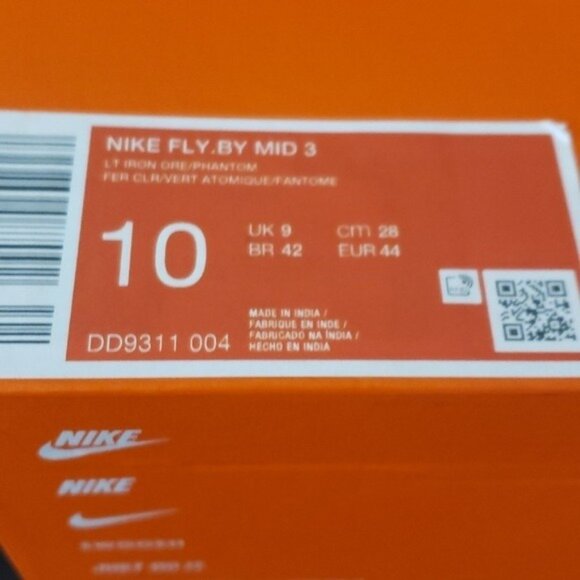 NIKE FLY.BY MID 3
LT IRON ORE/PHANTOM
FER CLR/VERT ATOMIQUE/FANTOME
10
UK 9 cm 28
BR 42 EUR 44
DD9311 004
MADE IN INDIA /
FABRIQUE EN INDE /
FABRICADO NA ÍNDIA /
HECHO EN INDIA
NIKE
NIKE